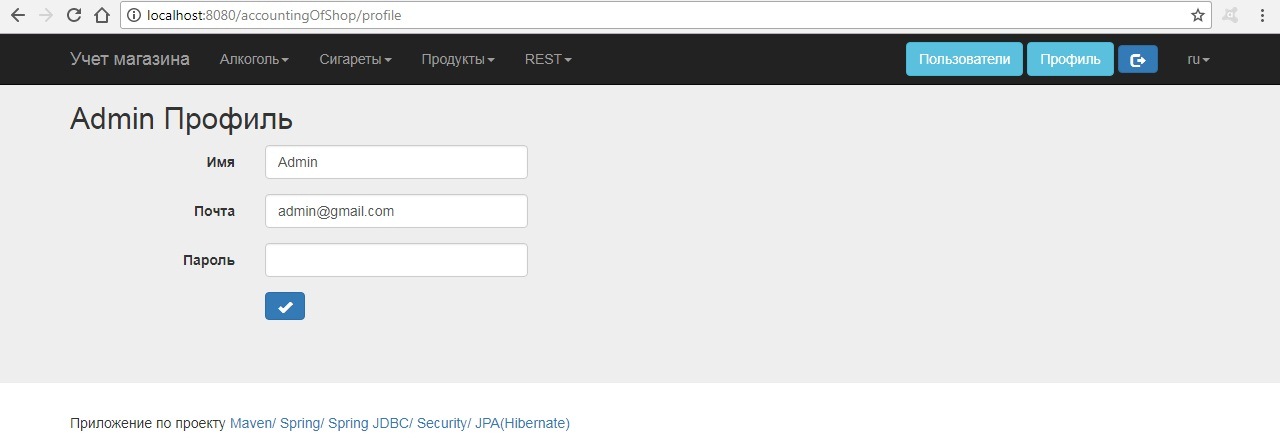 localhost:8080/accountingOfShop/profile
Учет магазина Алкоголь Сигареты Продукты REST Пользователи Профиль ru
Admin Профиль
Имя Admin
Почта admin@gmail.com
Пароль
Приложение по проекту Maven/ Spring/ Spring JDBC/ Security/ JPA(Hibernate)